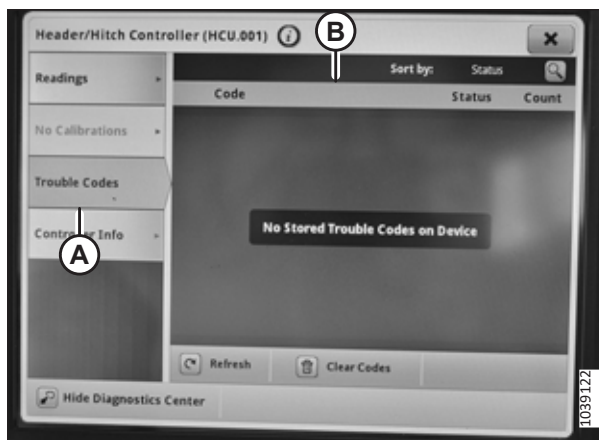 Header/Hitch Controller (HCU.001) i
B
Readings
Sort by: Status
Code Status Count
No Calibrations
Trouble Codes
No Stored Trouble Codes on Device
Controller Info
A
Refresh Clear Codes
Hide Diagnostics Center
1039122